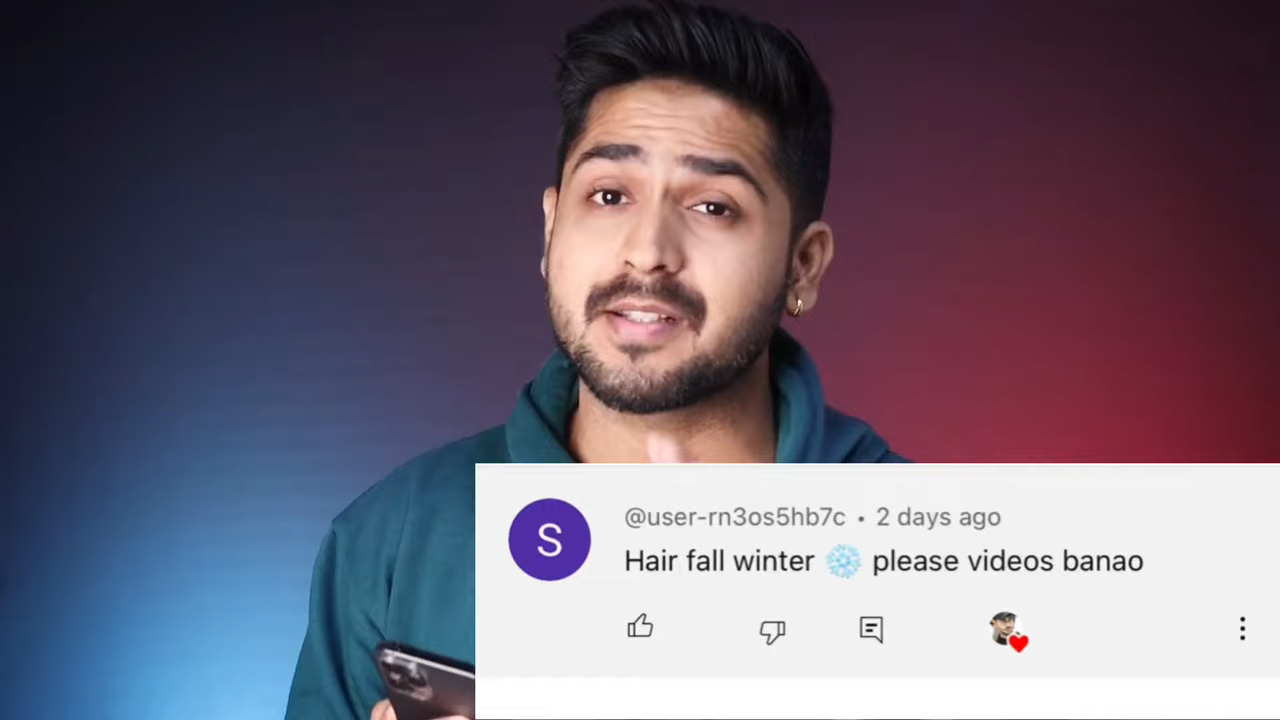 S
@user-rn3os5hb7c • 2 days ago
Hair fall winter ❄️ please videos banao